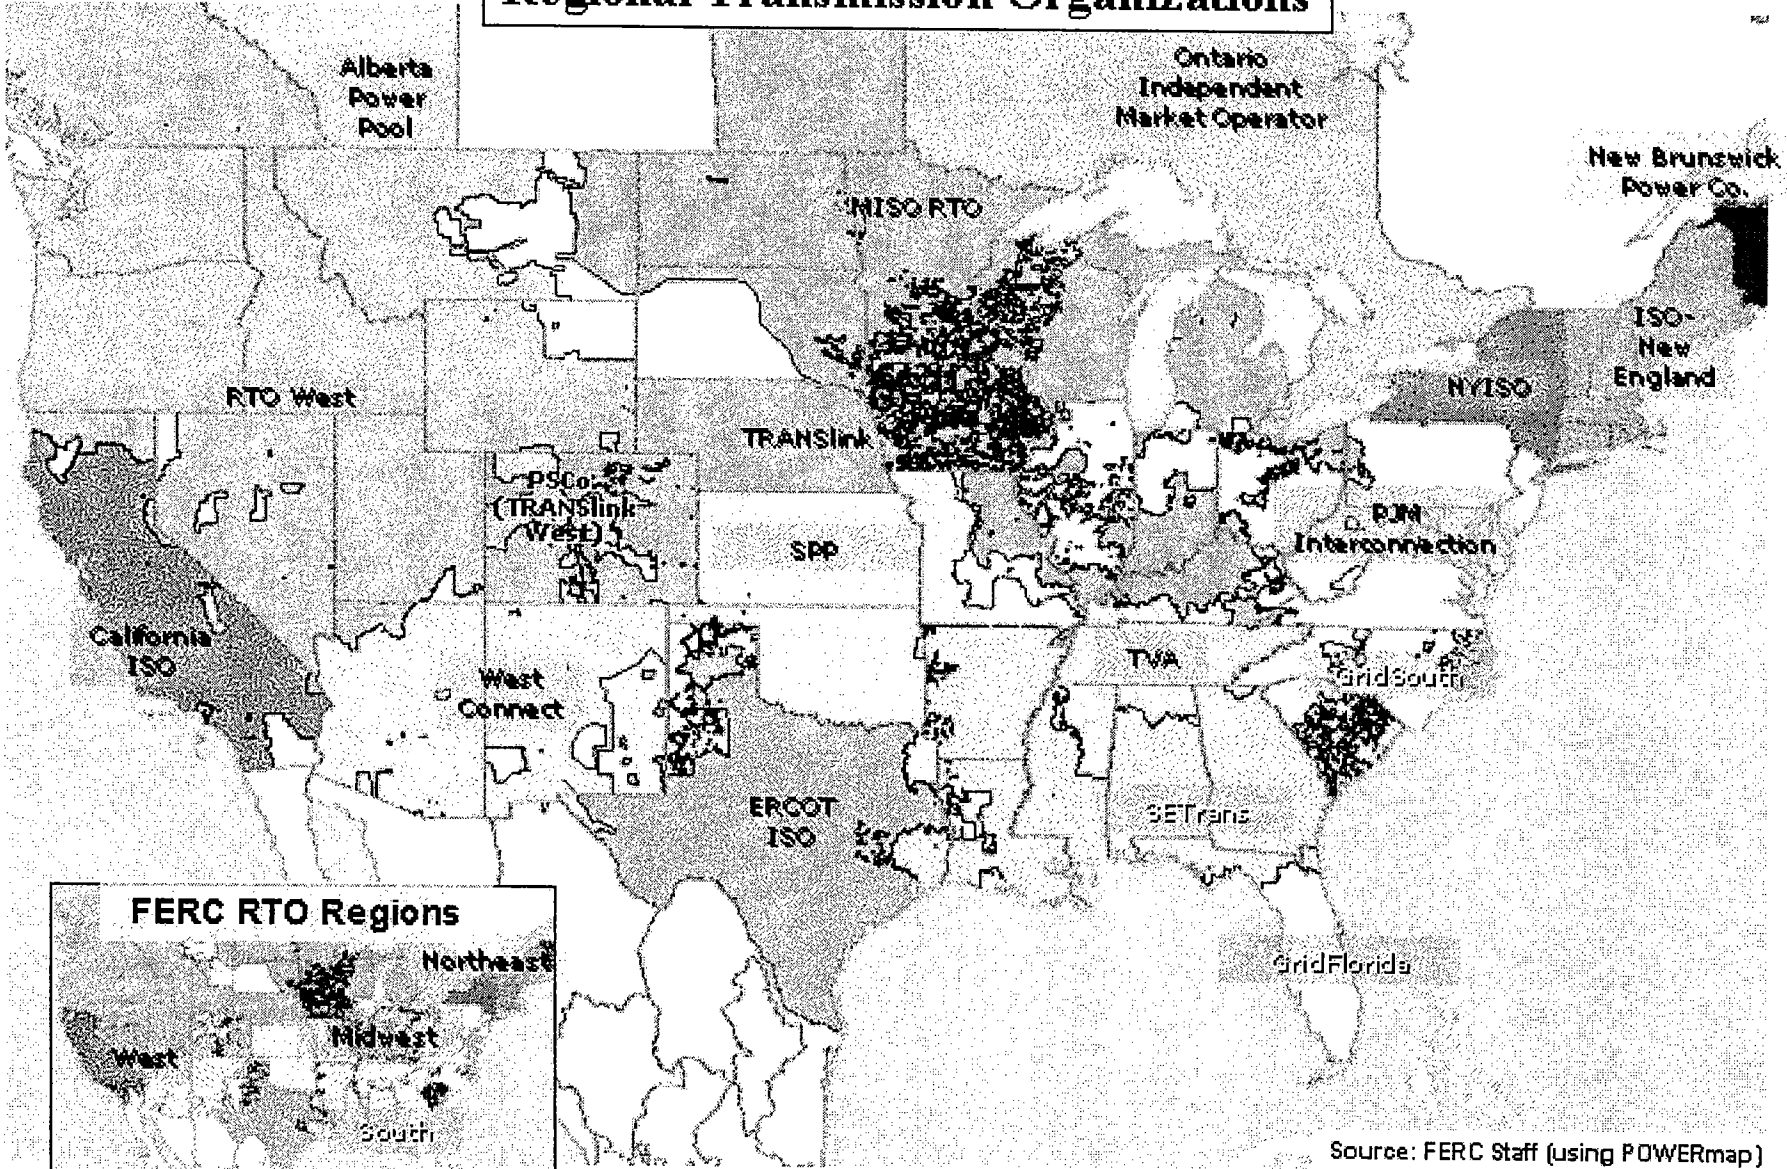 Regional Transmission Organizations
Alberta
Power
Pool
Ontario
Independent
Market Operator
New Brunswick
Power Co.
MISO RTO
ISO-
New
England
NYISO
RTO West
TRANSlink
PSCo
(TRANSlink
West)
SPP
PJM
Interconnection
California
ISO
West
Connect
TVA
GridSouth
ERCOT
ISO
SETrans
GridFlorida
FERC RTO Regions
Northeast
Midwest
West
South
Source: FERC Staff (using POWERmap)